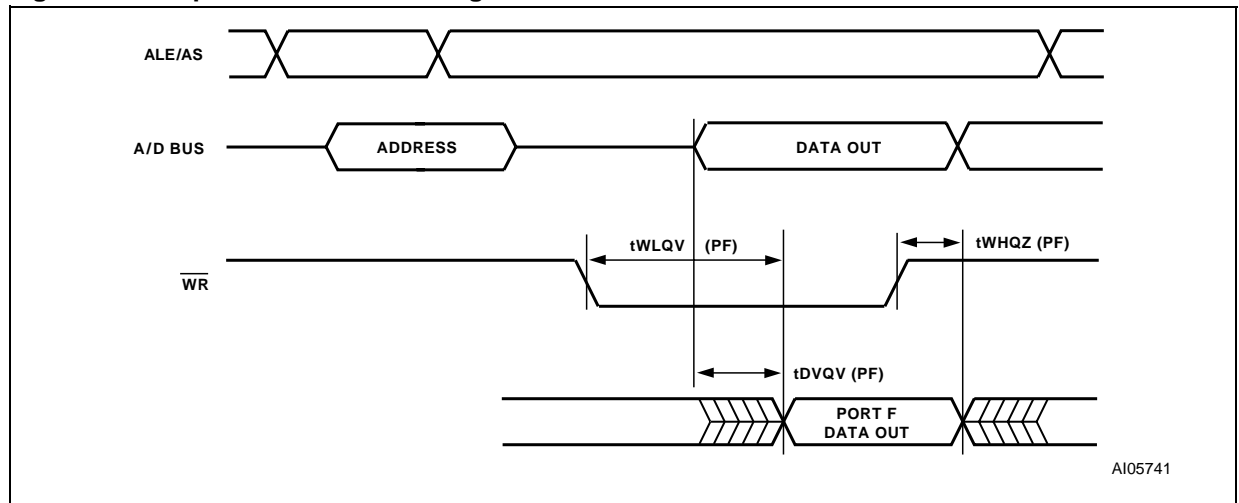 ALE/AS
A/D BUS
ADDRESS
DATA OUT
tWLQV (PF)
tWHQZ (PF)
WR
tDVQV (PF)
PORT F
DATA OUT
AI05741